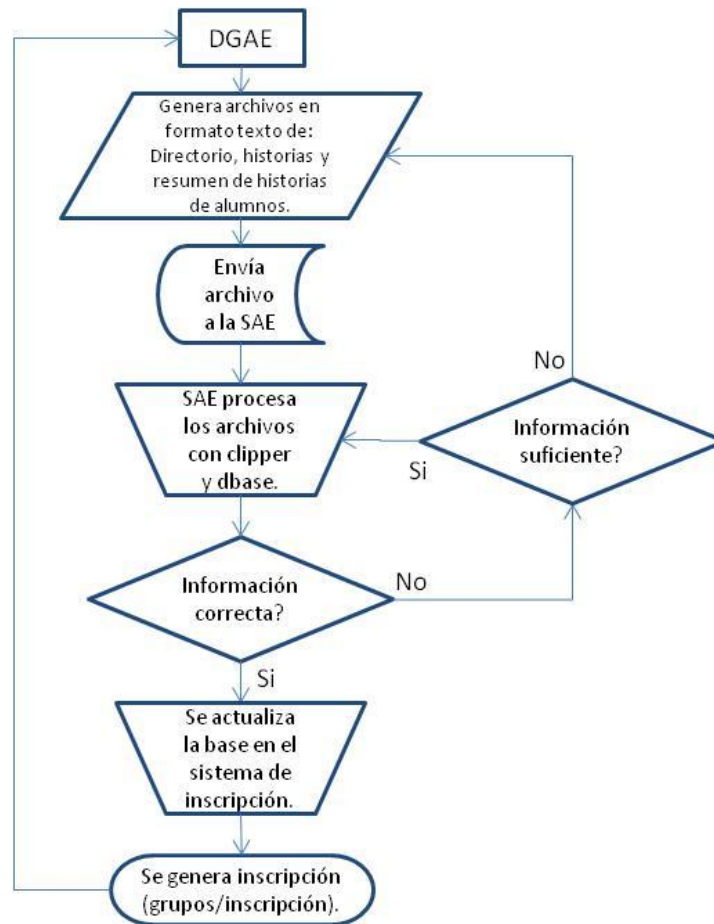 DGAE
Genera archivos en
formato texto de:
Directorio, historias y
resumen de historias
de alumnos.
Envía
archivo
a la SAE
No
SAE procesa
los archivos
con clipper
y dbase.
Información
suficiente?
Si
Información
correcta?
No
Si
Se actualiza
la base en el
sistema de
inscripción.
Se genera inscripción
(grupos/inscripción).